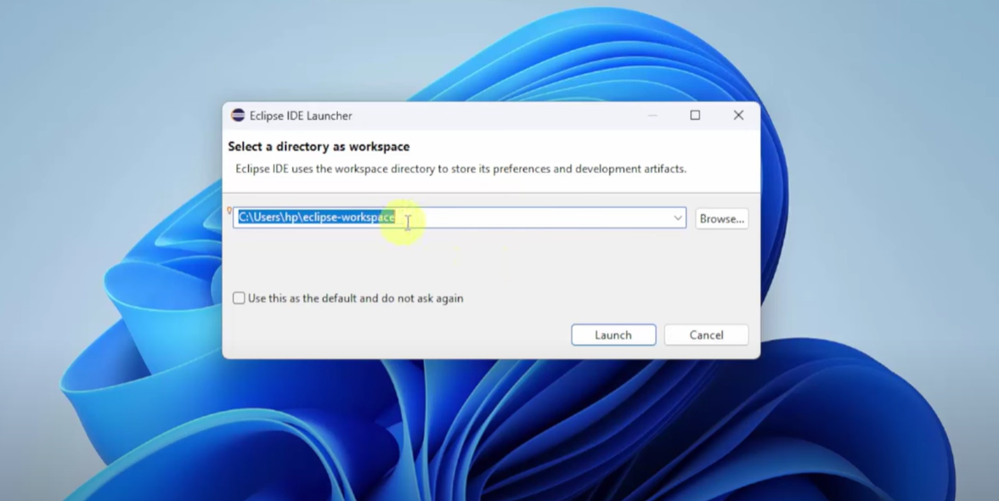 Eclipse IDE Launcher
Select a directory as workspace
Eclipse IDE uses the workspace directory to store its preferences and development artifacts.
C:\Users\hp\eclipse-workspace
Browse...
Use this as the default and do not ask again
Launch
Cancel